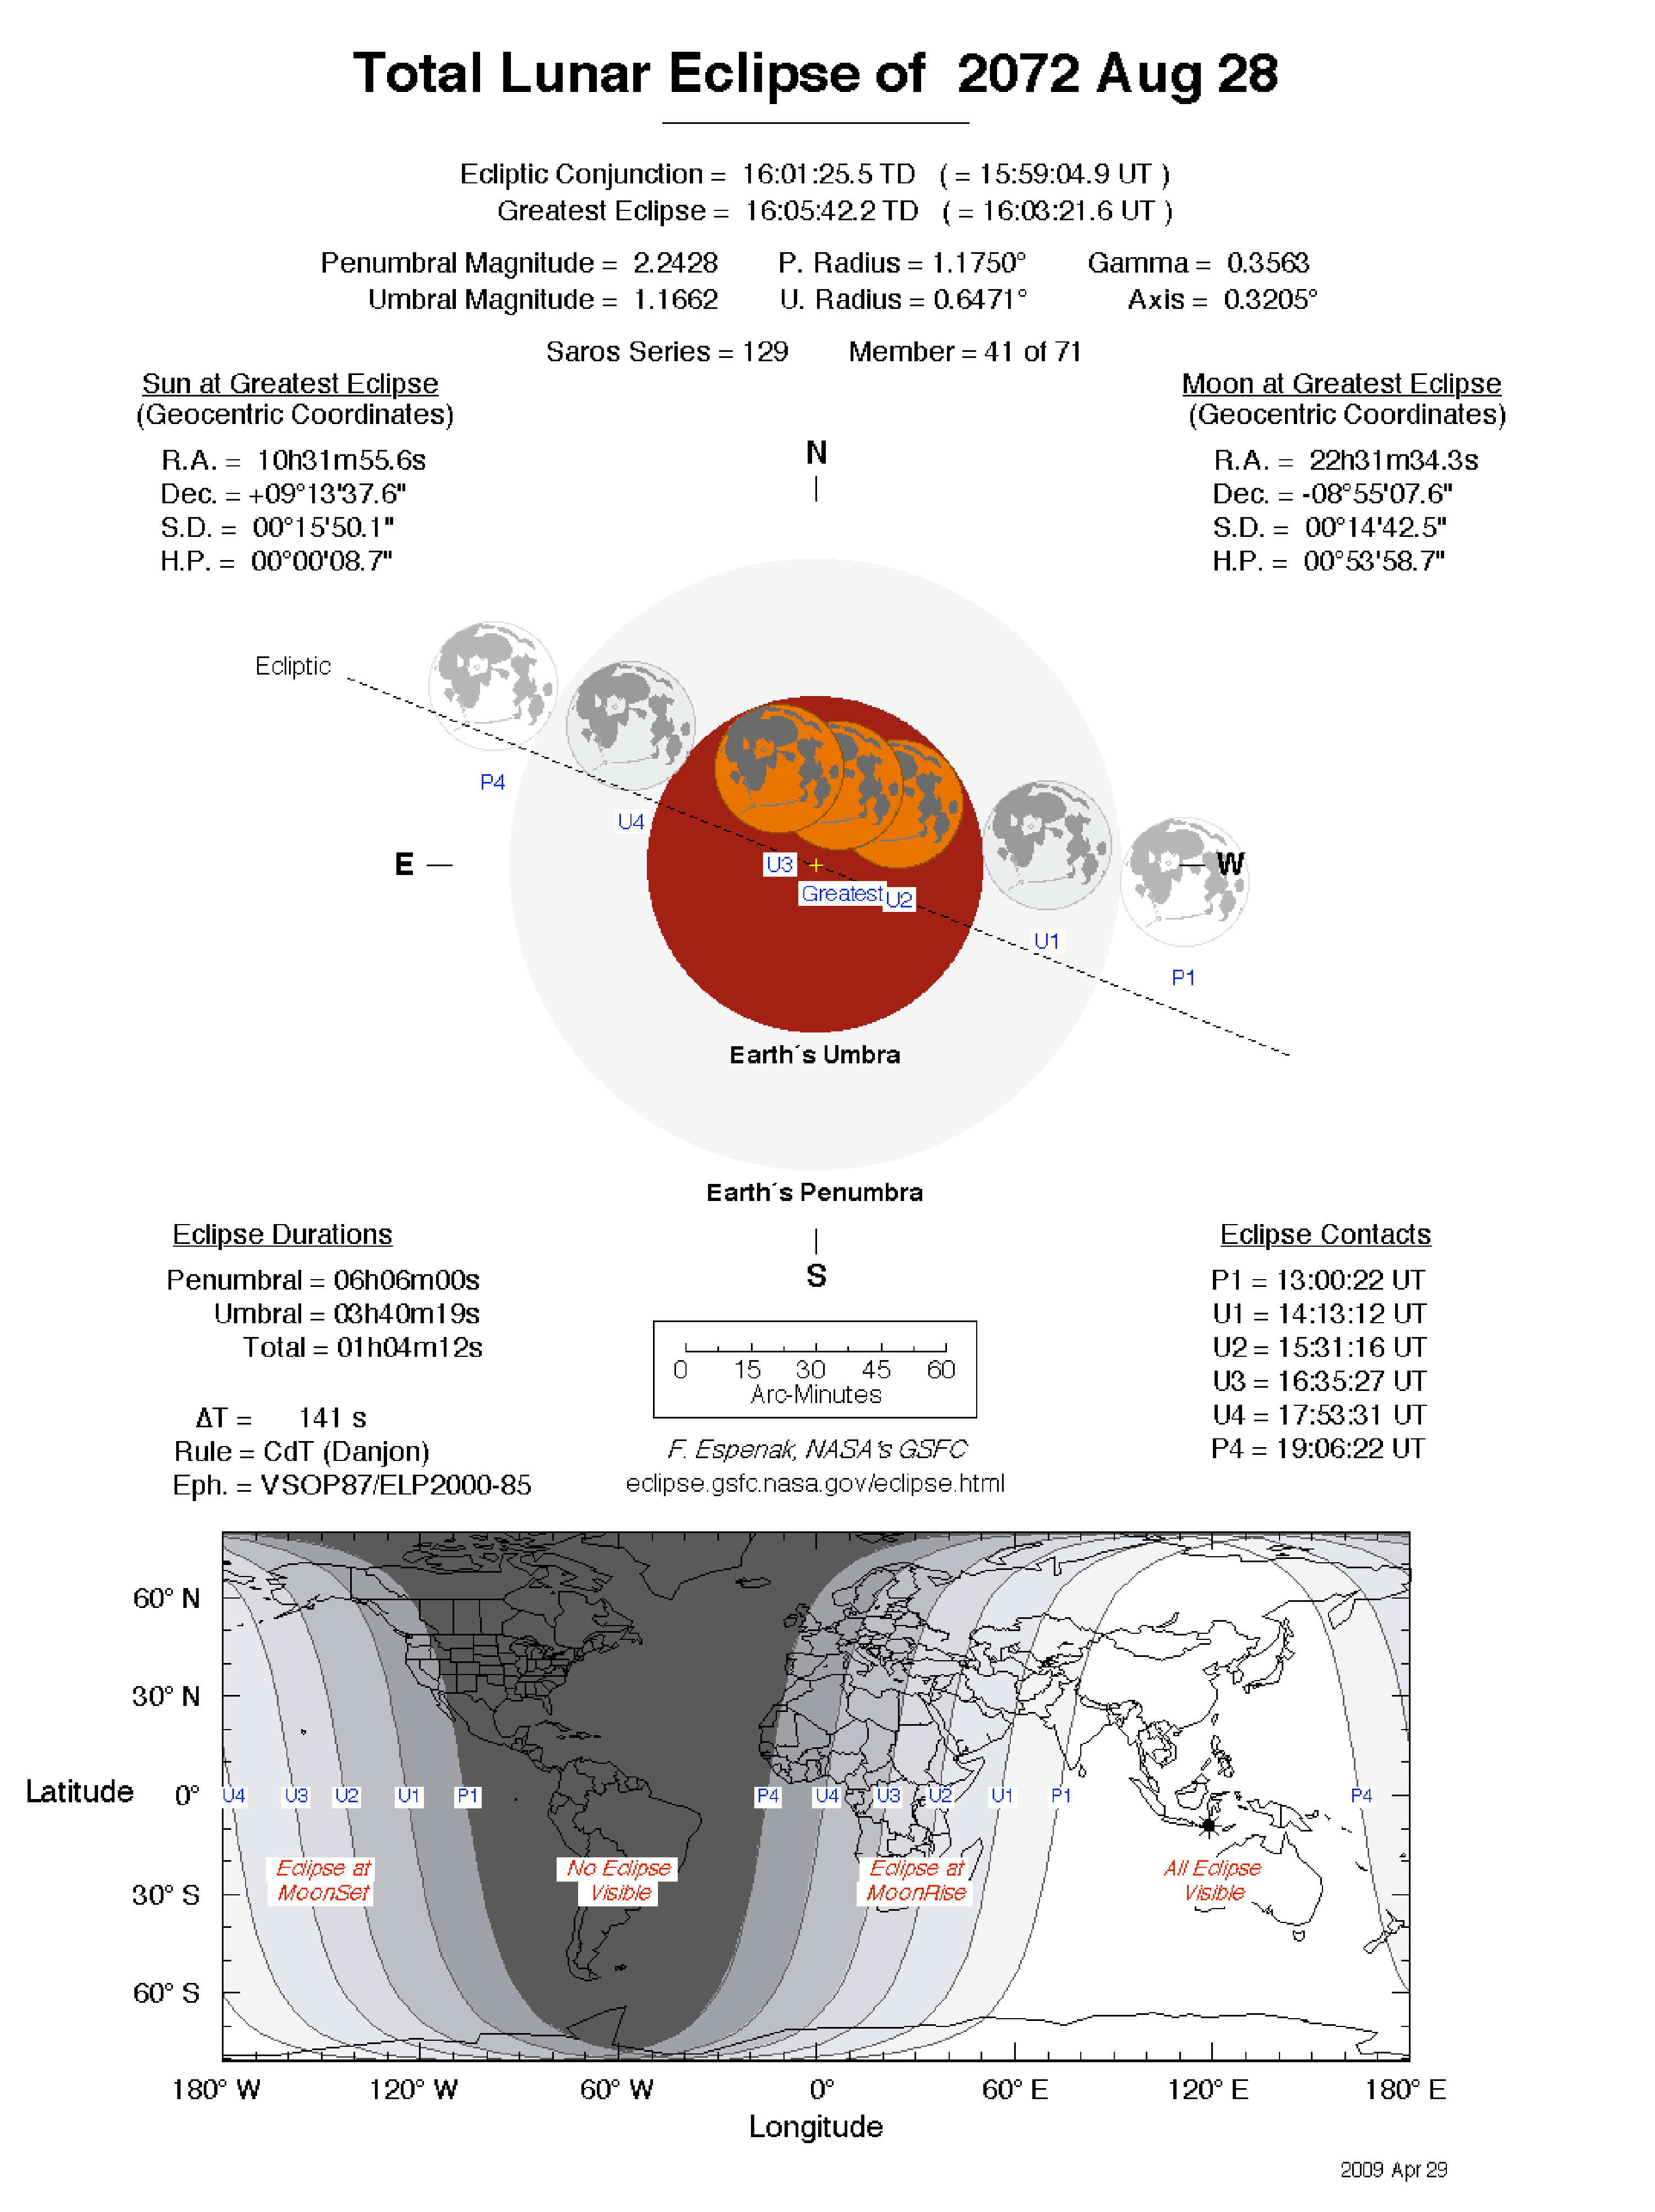 Total Lunar Eclipse of 2072 Aug 28
Ecliptic Conjunction = 16:01:25.5 TD ( = 15:59:04.9 UT )
Greatest Eclipse = 16:05:42.2 TD ( = 16:03:21.6 UT )
Penumbral Magnitude = 2.2428 P. Radius = 1.1750° Gamma = 0.3563
Umbral Magnitude = 1.1662 U. Radius = 0.6471° Axis = 0.3205°
Saros Series = 129 Member = 41 of 71
Sun at Greatest Eclipse
(Geocentric Coordinates)
R.A. = 10h31m55.6s
Dec. = +09°13'37.6"
S.D. = 00°15'50.1"
H.P. = 00°00'08.7"
Moon at Greatest Eclipse
(Geocentric Coordinates)
R.A. = 22h31m34.3s
Dec. = -08°55'07.6"
S.D. = 00°14'42.5"
H.P. = 00°53'58.7"
N
Ecliptic
P4
U4
E
U3
W
Greatest
U2
U1
P1
Earth´s Umbra
Earth´s Penumbra
S
Eclipse Durations
Penumbral = 06h06m00s
Umbral = 03h40m19s
Total = 01h04m12s
ΔT = 141 s
Rule = CdT (Danjon)
Eph. = VSOP87/ELP2000-85
0 15 30 45 60
Arc-Minutes
F. Espenak, NASA's GSFC
eclipse.gsfc.nasa.gov/eclipse.html
Eclipse Contacts
P1 = 13:00:22 UT
U1 = 14:13:12 UT
U2 = 15:31:16 UT
U3 = 16:35:27 UT
U4 = 17:53:31 UT
P4 = 19:06:22 UT
60° N
30° N
Latitude 0°
30° S
60° S
U4 U3 U2 U1 P1 P4 U4 U3 U2 U1 P1 P4
Eclipse at
MoonSet
No Eclipse
Visible
Eclipse at
MoonRise
All Eclipse
Visible
180° W 120° W 60° W 0° 60° E 120° E 180° E
Longitude
2009 Apr 29